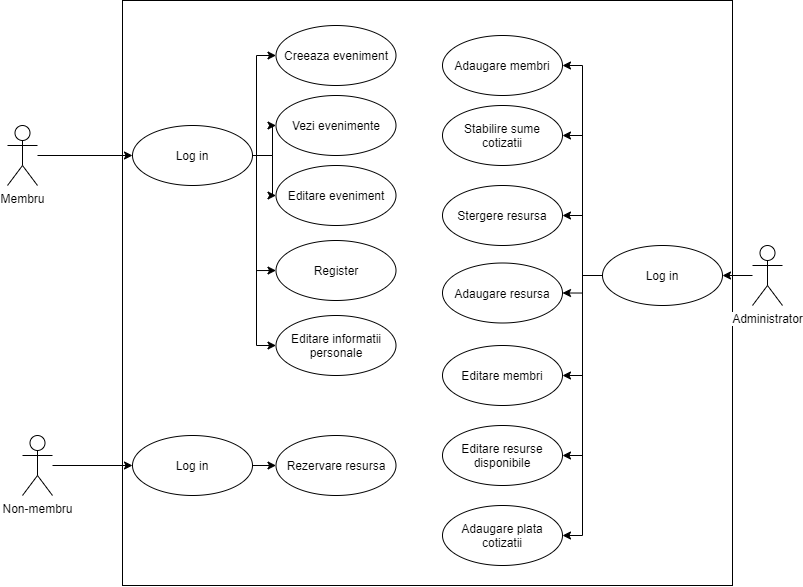 Creeaza eveniment
Vezi evenimente
Membru
Log in
Editare eveniment
Register
Editare informatii
personale
Non-membru
Log in
Rezervare resursa
Adaugare membri
Stabilire sume
cotizatii
Stergere resursa
Adaugare resursa
Log in
Administrator
Editare membri
Editare resurse
disponibile
Adaugare plata
cotizatii